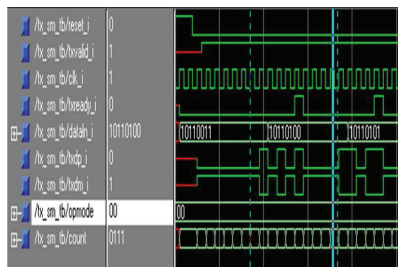 /tx_sm_tb/reset_i 0
/tx_sm_tb/txvalid_i 1
/tx_sm_tb/clk_i 1
/tx_sm_tb/txready_i 0
/tx_sm_tb/datain_i 10110100 10110011 10110100 10110101
/tx_sm_tb/txdp_i 0
/tx_sm_tb/txdm_i 1
/tx_sm_tb/opmode 00 00
/tx_sm_tb/count 0111